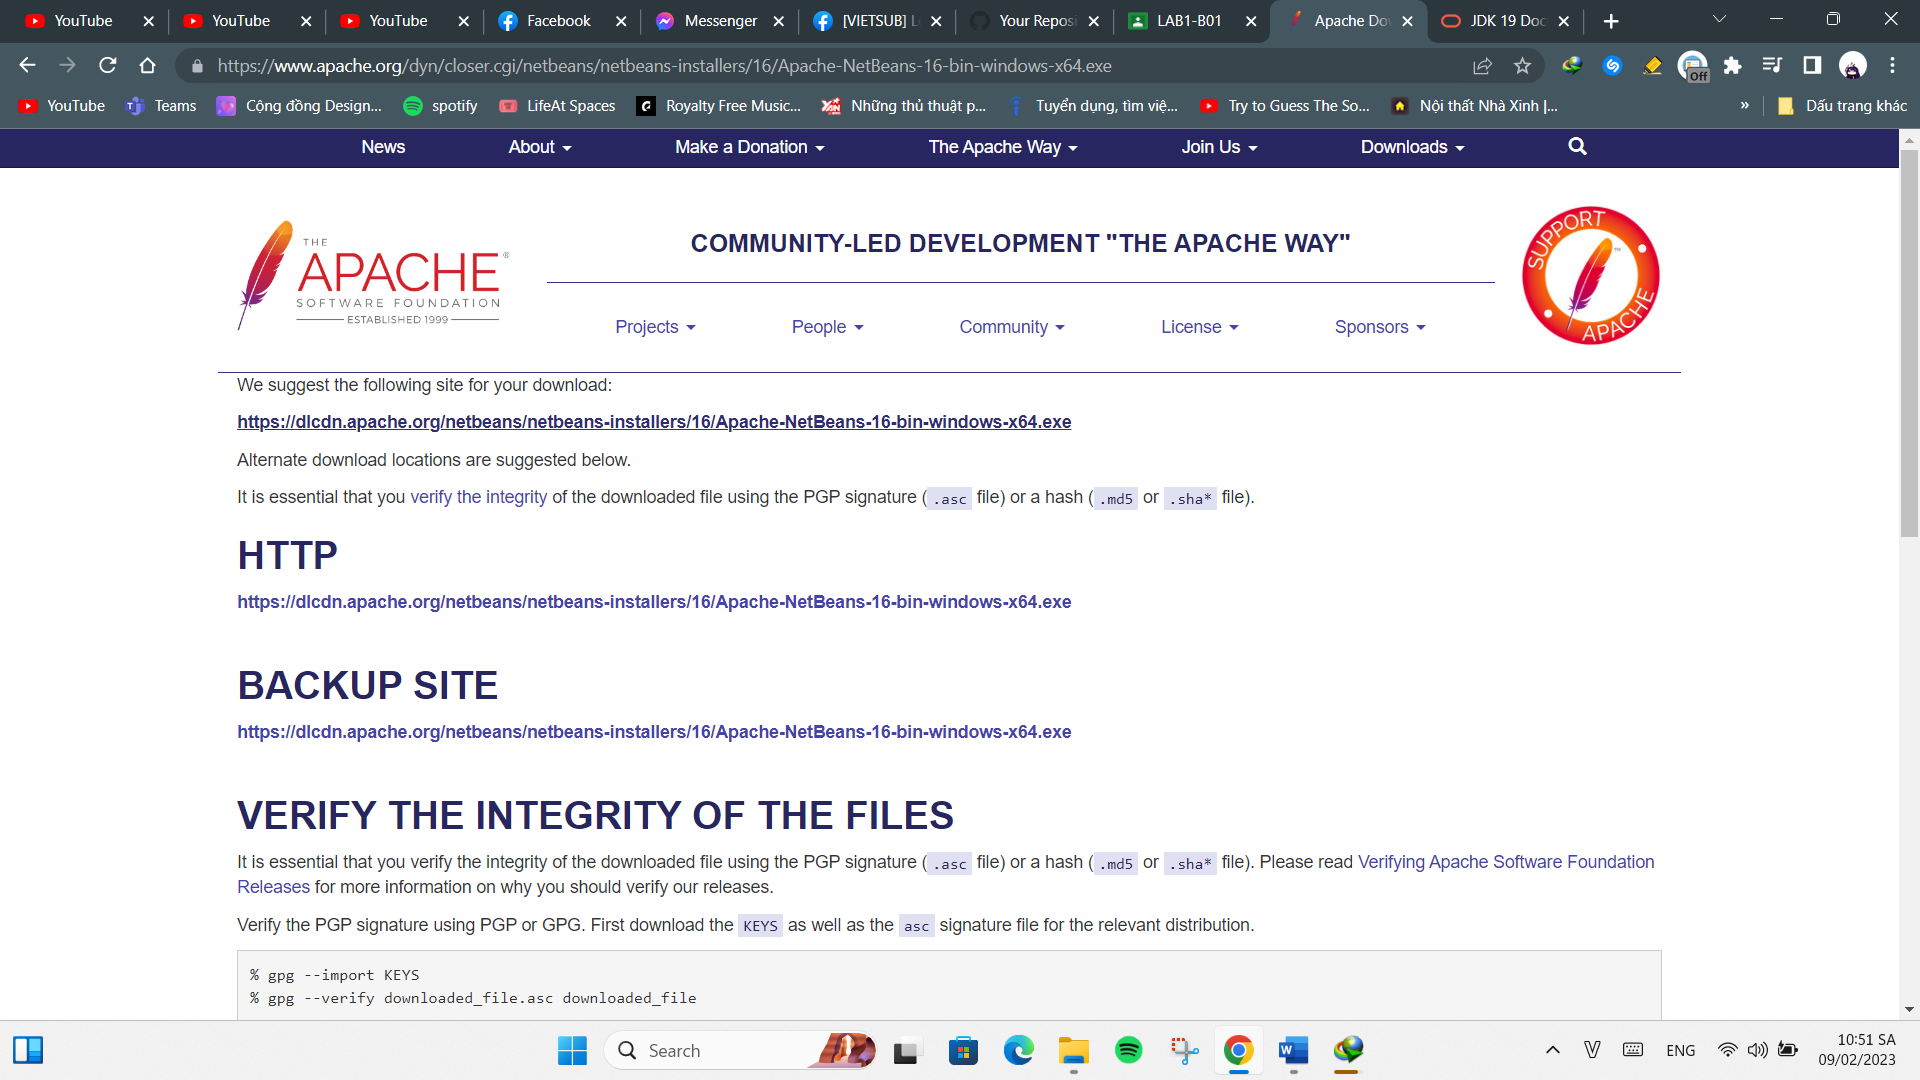 YouTube
YouTube
YouTube
Facebook
Messenger
[VIETSUB] L
Your Reposi
LAB1-B01
Apache Do
JDK 19 Doc
https://www.apache.org/dyn/closer.cgi/netbeans/netbeans-installers/16/Apache-NetBeans-16-bin-windows-x64.exe
Off
YouTube
Teams
Cộng đồng Design...
spotify
LifeAt Spaces
Royalty Free Music...
Những thủ thuật p...
Tuyển dụng, tìm việ...
Try to Guess The So...
Nội thất Nhà Xinh |...
»
Dấu trang khác
News
About
Make a Donation
The Apache Way
Join Us
Downloads
THE
APACHE®
SOFTWARE FOUNDATION
ESTABLISHED 1999
COMMUNITY-LED DEVELOPMENT "THE APACHE WAY"
SUPPORT
APACHE
Projects
People
Community
License
Sponsors
We suggest the following site for your download:
https://dlcdn.apache.org/netbeans/netbeans-installers/16/Apache-NetBeans-16-bin-windows-x64.exe
Alternate download locations are suggested below.
It is essential that you verify the integrity of the downloaded file using the PGP signature ( .asc file) or a hash ( .md5 or .sha* file).
HTTP
https://dlcdn.apache.org/netbeans/netbeans-installers/16/Apache-NetBeans-16-bin-windows-x64.exe
BACKUP SITE
https://dlcdn.apache.org/netbeans/netbeans-installers/16/Apache-NetBeans-16-bin-windows-x64.exe
VERIFY THE INTEGRITY OF THE FILES
It is essential that you verify the integrity of the downloaded file using the PGP signature ( .asc file) or a hash ( .md5 or .sha* file). Please read Verifying Apache Software Foundation
Releases for more information on why you should verify our releases.
Verify the PGP signature using PGP or GPG. First download the KEYS as well as the asc signature file for the relevant distribution.
% gpg --import KEYS
% gpg --verify downloaded_file.asc downloaded_file
Search
ENG
10:51 SA
09/02/2023